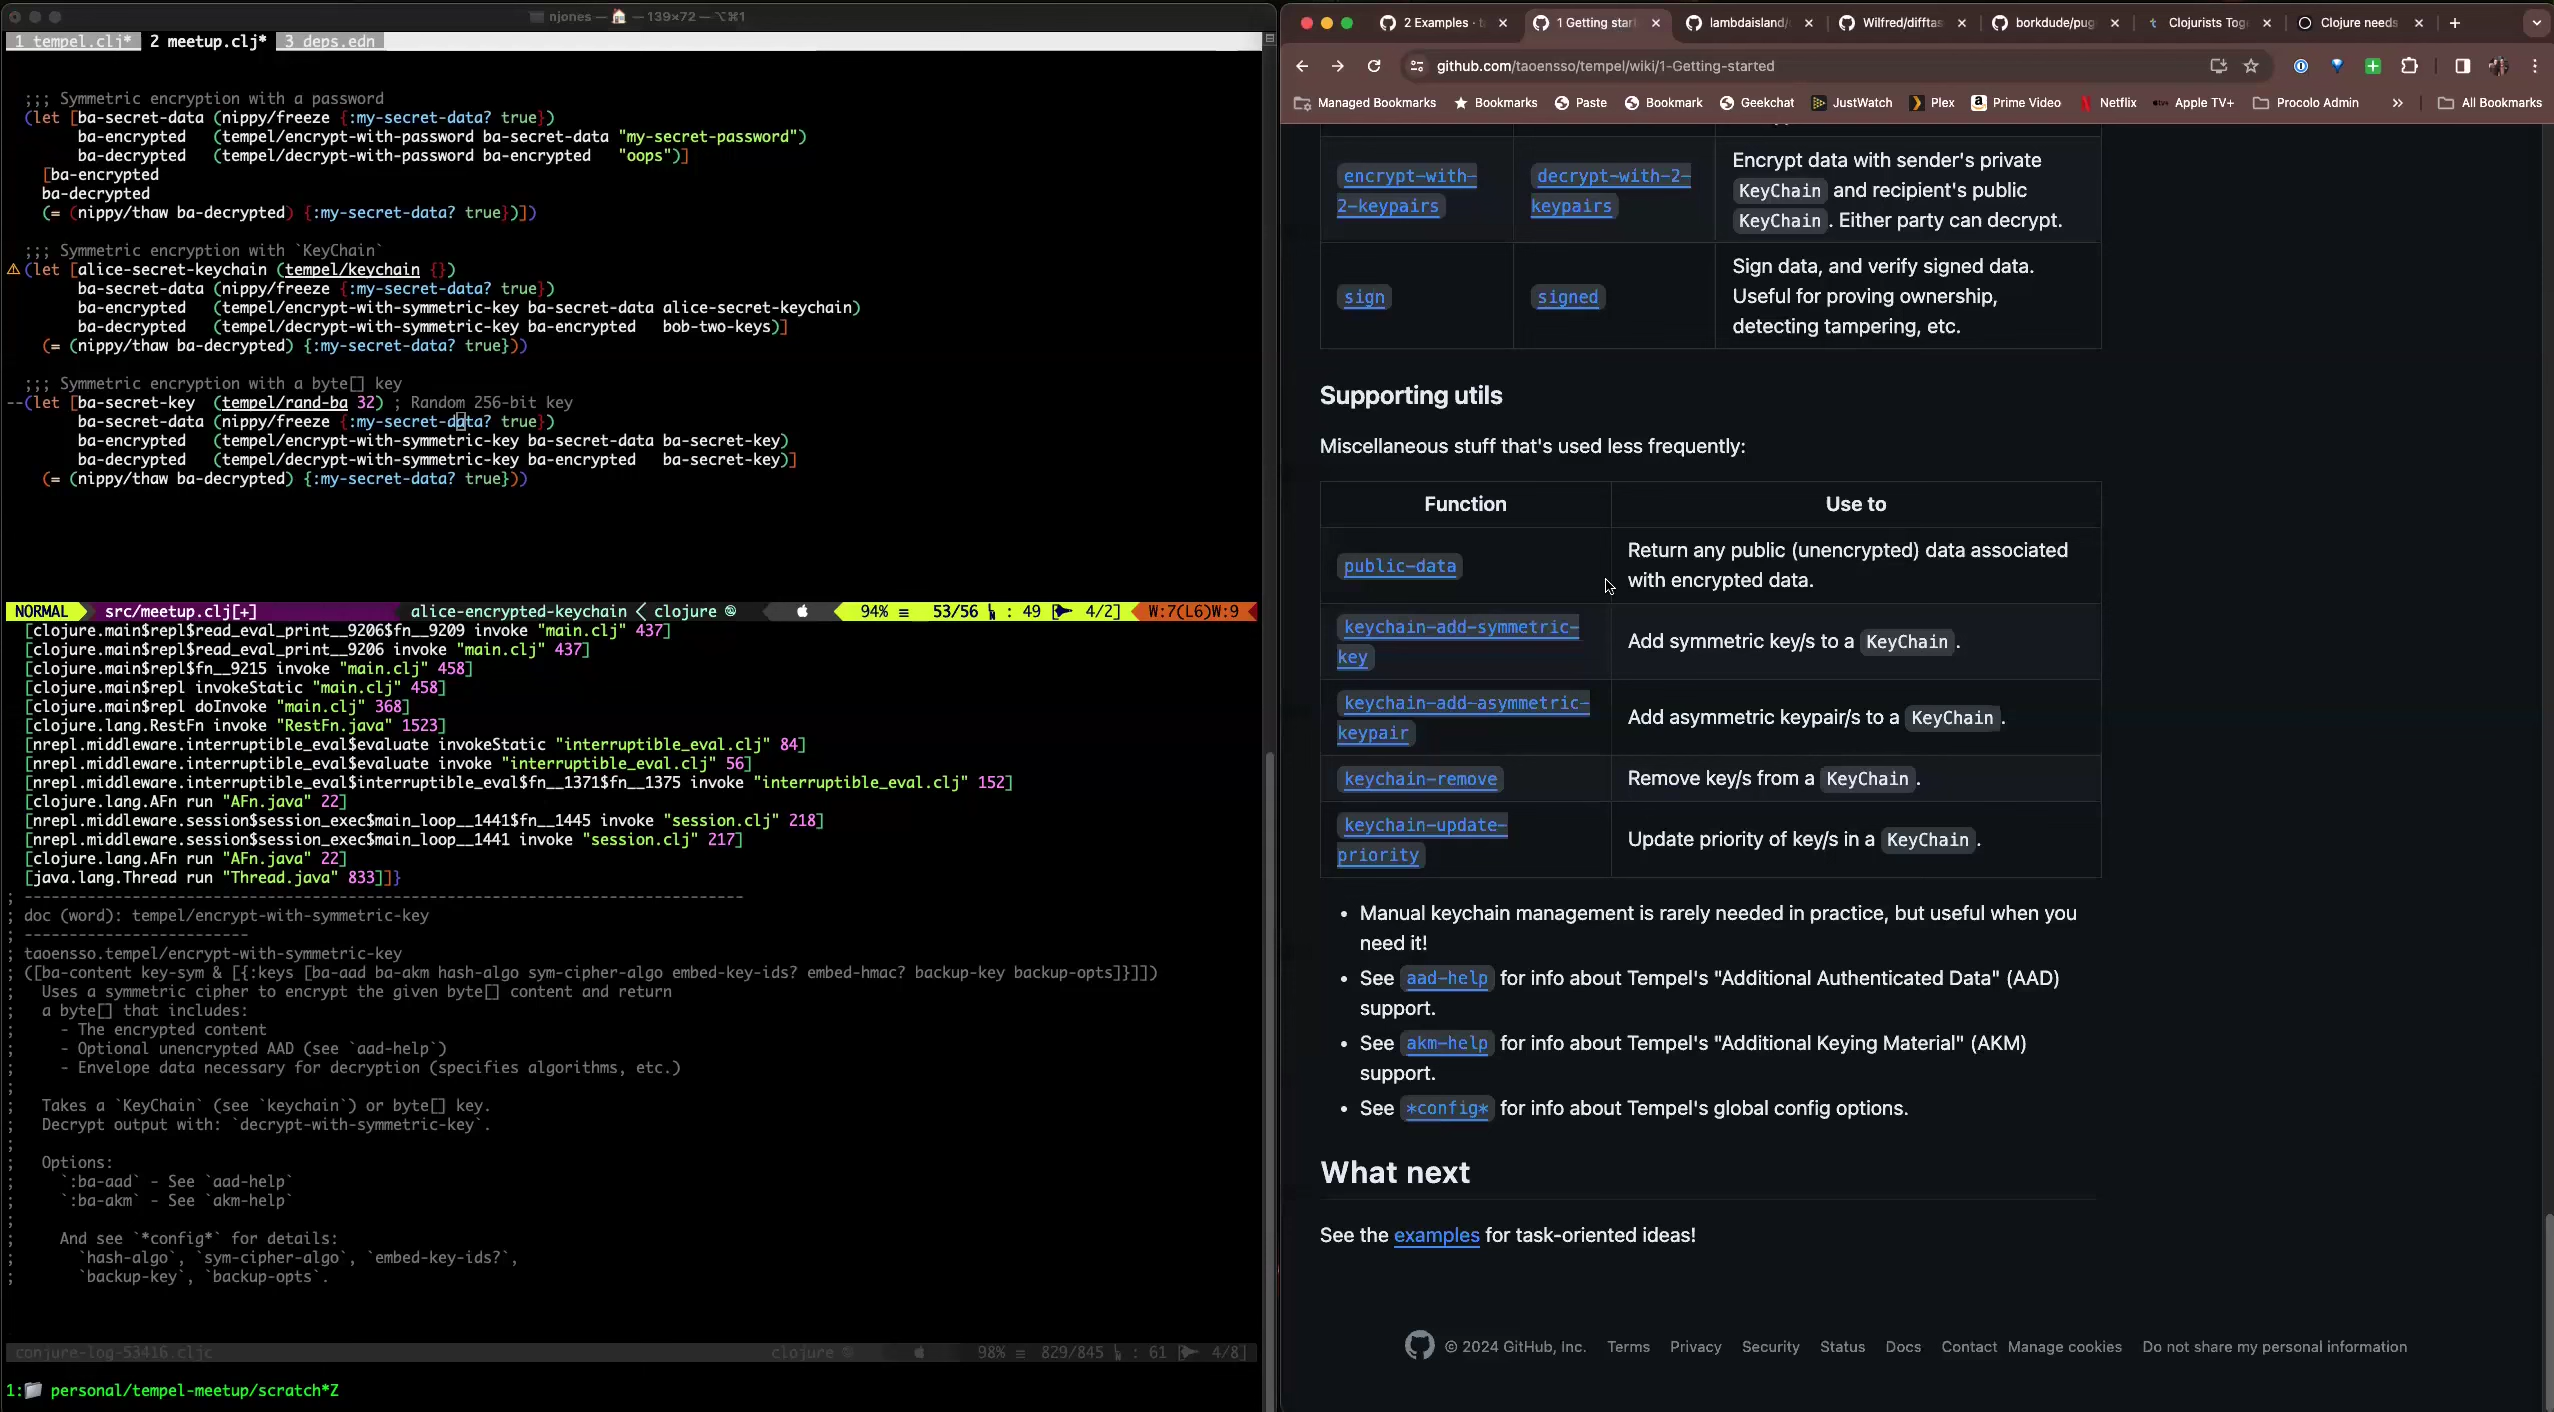 njones — 🏠 — 139×72 — ⌥⌘1
1 tempel.clj* 2 meetup.clj* 3 deps.edn
;;; Symmetric encryption with a password
(let [ba-secret-data (nippy/freeze {:my-secret-data? true})
ba-encrypted (tempel/encrypt-with-password ba-secret-data "my-secret-password")
ba-decrypted (tempel/decrypt-with-password ba-encrypted "oops")]
[ba-encrypted
ba-decrypted
(= (nippy/thaw ba-decrypted) {:my-secret-data? true})])
;;; Symmetric encryption with `KeyChain`
⚠(let [alice-secret-keychain (tempel/keychain {})
ba-secret-data (nippy/freeze {:my-secret-data? true})
ba-encrypted (tempel/encrypt-with-symmetric-key ba-secret-data alice-secret-keychain)
ba-decrypted (tempel/decrypt-with-symmetric-key ba-encrypted bob-two-keys)]
(= (nippy/thaw ba-decrypted) {:my-secret-data? true}))
;;; Symmetric encryption with a byte[] key
--(let [ba-secret-key (tempel/rand-ba 32) ; Random 256-bit key
ba-secret-data (nippy/freeze {:my-secret-data? true})
ba-encrypted (tempel/encrypt-with-symmetric-key ba-secret-data ba-secret-key)
ba-decrypted (tempel/decrypt-with-symmetric-key ba-encrypted ba-secret-key)]
(= (nippy/thaw ba-decrypted) {:my-secret-data? true}))
NORMAL src/meetup.clj[+] alice-encrypted-keychain < clojure 94% ≡ 53/56 : 49 4/2] W:7(L6)W:9
[clojure.main$repl$read_eval_print__9206$fn__9209 invoke "main.clj" 437]
[clojure.main$repl$read_eval_print__9206 invoke "main.clj" 437]
[clojure.main$repl$fn__9215 invoke "main.clj" 458]
[clojure.main$repl invokeStatic "main.clj" 458]
[clojure.main$repl doInvoke "main.clj" 368]
[clojure.lang.RestFn invoke "RestFn.java" 1523]
[nrepl.middleware.interruptible_eval$evaluate invokeStatic "interruptible_eval.clj" 84]
[nrepl.middleware.interruptible_eval$evaluate invoke "interruptible_eval.clj" 56]
[nrepl.middleware.interruptible_eval$interruptible_eval$fn__1371$fn__1375 invoke "interruptible_eval.clj" 152]
[clojure.lang.AFn run "AFn.java" 22]
[nrepl.middleware.session$session_exec$main_loop__1441$fn__1445 invoke "session.clj" 218]
[nrepl.middleware.session$session_exec$main_loop__1441 invoke "session.clj" 217]
[clojure.lang.AFn run "AFn.java" 22]
[java.lang.Thread run "Thread.java" 833]]}
; --------------------------------------------------------------------------------
; doc (word): tempel/encrypt-with-symmetric-key
; -------------------------
; taoensso.tempel/encrypt-with-symmetric-key
; ([ba-content key-sym & [{:keys [ba-aad ba-akm hash-algo sym-cipher-algo embed-key-ids? embed-hmac? backup-key backup-opts]}]])
; Uses a symmetric cipher to encrypt the given byte[] content and return
; a byte[] that includes:
; - The encrypted content
; - Optional unencrypted AAD (see `aad-help`)
; - Envelope data necessary for decryption (specifies algorithms, etc.)
;
; Takes a `KeyChain` (see `keychain`) or byte[] key.
; Decrypt output with: `decrypt-with-symmetric-key`.
;
; Options:
; `:ba-aad` - See `aad-help`
; `:ba-akm` - See `akm-help`
;
; And see `*config*` for details:
; `hash-algo`, `sym-cipher-algo`, `embed-key-ids?`,
; `backup-key`, `backup-opts`.
conjure-log-53416.cljc clojure 98% ≡ 829/845 : 61 4/8]
1: personal/tempel-meetup/scratch*Z
2 Examples · t × 1 Getting star × lambdaisland/ × Wilfred/difftas × borkdude/pug × Clojurists Tog × Clojure needs × +
github.com/taoensso/tempel/wiki/1-Getting-started
Managed Bookmarks Bookmarks Paste Bookmark Geekchat JustWatch Plex Prime Video Netflix Apple TV+ Procolo Admin » All Bookmarks
encrypt-with-
2-keypairs
decrypt-with-2-
keypairs
Encrypt data with sender's private
KeyChain and recipient's public
KeyChain . Either party can decrypt.
sign
signed
Sign data, and verify signed data.
Useful for proving ownership,
detecting tampering, etc.
Supporting utils
Miscellaneous stuff that's used less frequently:
Function Use to
public-data
Return any public (unencrypted) data associated
with encrypted data.
keychain-add-symmetric-
key
Add symmetric key/s to a KeyChain .
keychain-add-asymmetric-
keypair
Add asymmetric keypair/s to a KeyChain .
keychain-remove Remove key/s from a KeyChain .
keychain-update-
priority
Update priority of key/s in a KeyChain .
• Manual keychain management is rarely needed in practice, but useful when you
need it!
• See aad-help for info about Tempel's "Additional Authenticated Data" (AAD)
support.
• See akm-help for info about Tempel's "Additional Keying Material" (AKM)
support.
• See *config* for info about Tempel's global config options.
What next
See the examples for task-oriented ideas!
© 2024 GitHub, Inc. Terms Privacy Security Status Docs Contact Manage cookies Do not share my personal information